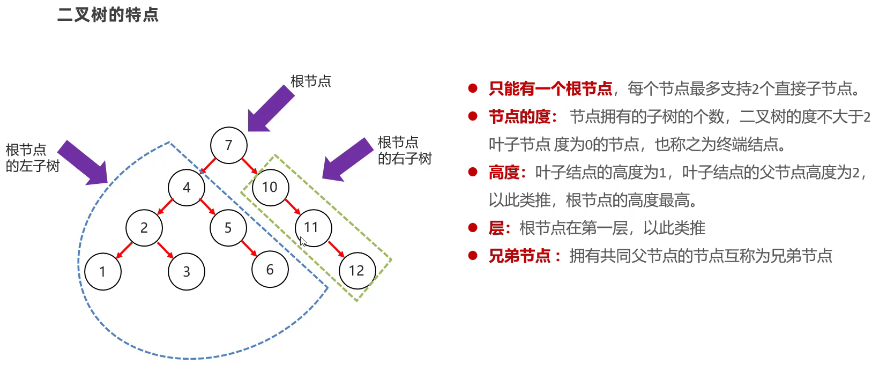 二叉树的特点
根节点
根节点
的左子树
根节点
的右子树
7
4
10
2
5
11
1
3
6
12
只能有一个根节点，每个节点最多支持2个直接子节点。
节点的度： 节点拥有的子树的个数，二叉树的度不大于2
叶子节点 度为0的节点，也称之为终端结点。
高度：叶子结点的高度为1，叶子结点的父节点高度为2，
以此类推，根节点的高度最高。
层：根节点在第一层，以此类推
兄弟节点 ：拥有共同父节点的节点互称为兄弟节点